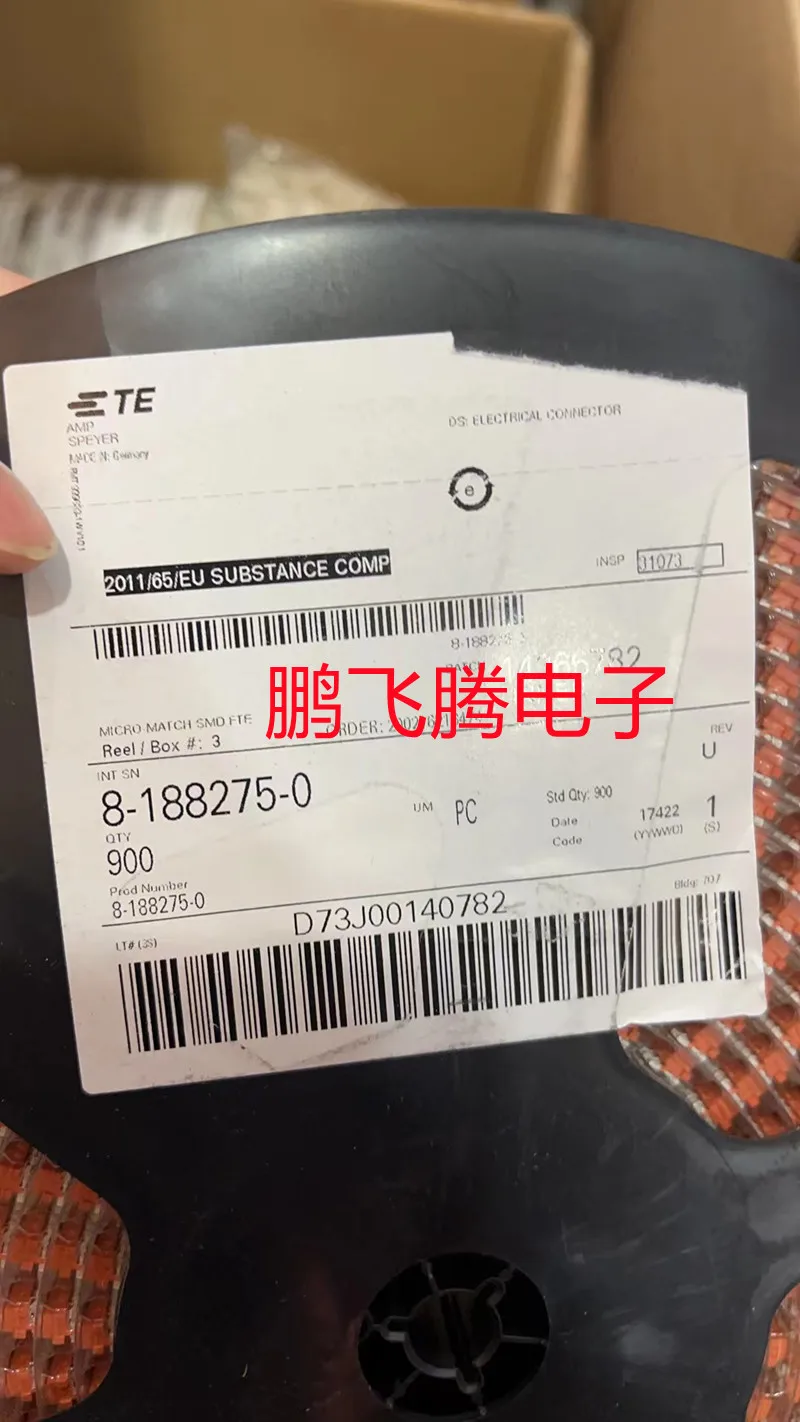 TE
AMP
SPEYER
MADE IN: Germany
DS: ELECTRICAL CONNECTOR
e
2011/65/EU SUBSTANCE COMP
INSP 31073
鹏飞腾电子
MICRO-MATCH SMD FTE
ORDER:
Reel / Box #: 3
REV
U
INT SN
8-188275-0
UM PC
Std Qty: 900
QTY
900
Date
Code
17422
(YYWWD)
1
(S)
Prod Number
8-188275-0
Bldg: 707
LT# (3S)
D73J00140782